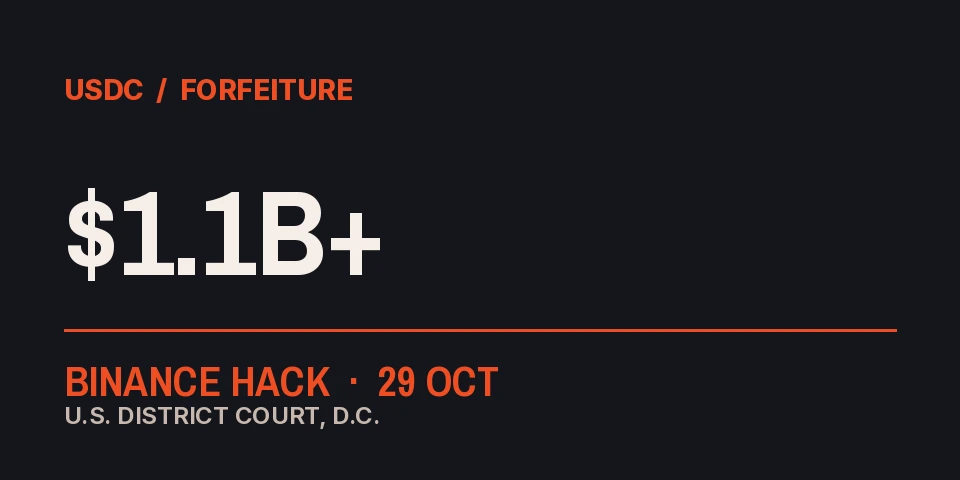 USDC / FORFEITURE
$1.1B+
BINANCE HACK · 29 OCT
U.S. DISTRICT COURT, D.C.